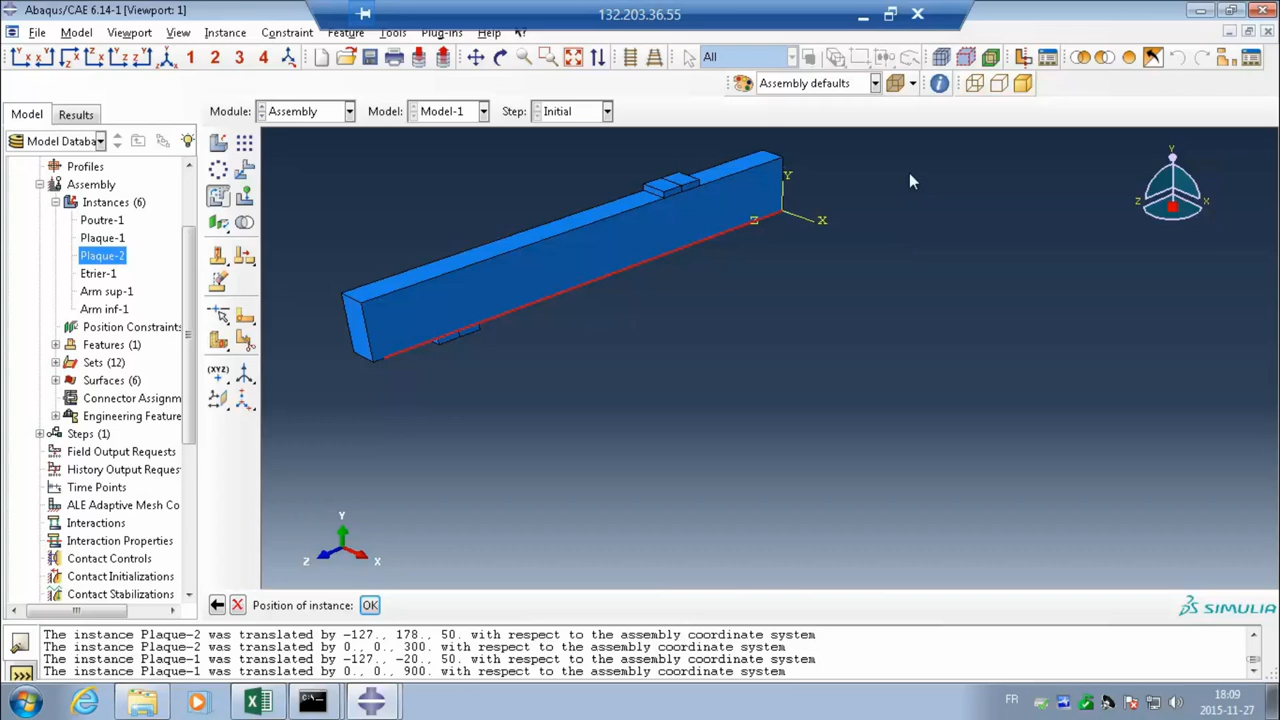 Abaqus/CAE 6.14-1 [Viewport: 1]
132.203.36.55
File Model Viewport View Instance Constraint Feature Tools Plug-ins Help
1 2 3 4
All
Assembly defaults
Model Results
Module: Assembly Model: Model-1 Step: Initial
Model Databa
Profiles
Assembly
Instances (6)
Poutre-1
Plaque-1
Plaque-2
Etrier-1
Arm sup-1
Arm inf-1
Position Constraints
Features (1)
Sets (12)
Surfaces (6)
Connector Assignm
Engineering Feature
Steps (1)
Field Output Requests
History Output Reques
Time Points
ALE Adaptive Mesh Co
Interactions
Interaction Properties
Contact Controls
Contact Initializations
Contact Stabilizations
(XYZ)
Y
Z X
Y
Z X
Y
Z X
Position of instance: OK
SIMULIA
The instance Plaque-2 was translated by -127., 178., 50. with respect to the assembly coordinate system
The instance Plaque-2 was translated by 0., 0., 300. with respect to the assembly coordinate system
The instance Plaque-1 was translated by -127., -20., 50. with respect to the assembly coordinate system
The instance Plaque-1 was translated by 0., 0., 900. with respect to the assembly coordinate system
FR
18:09
2015-11-27